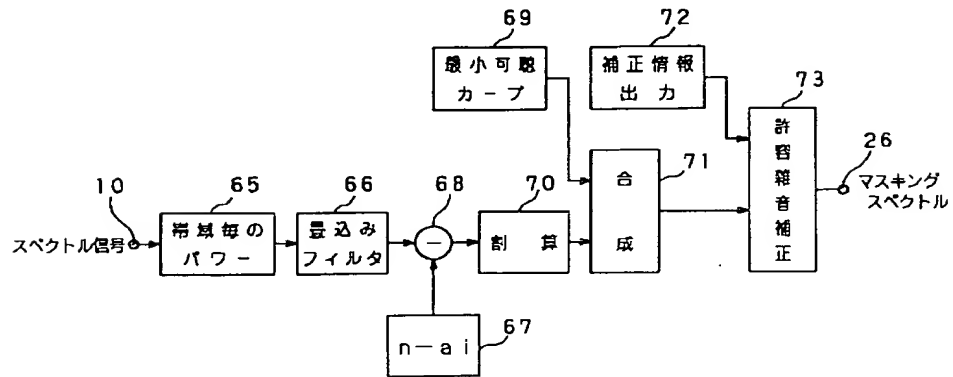 69
最小可聴
カーブ
72
補正情報
出力
73
許容雑音補正
26
マスキング
スペクトル
10
スペクトル信号
65
帯域毎の
パワー
66
畳込み
フィルタ
68
−
70
割算
71
合成
67
n−ai